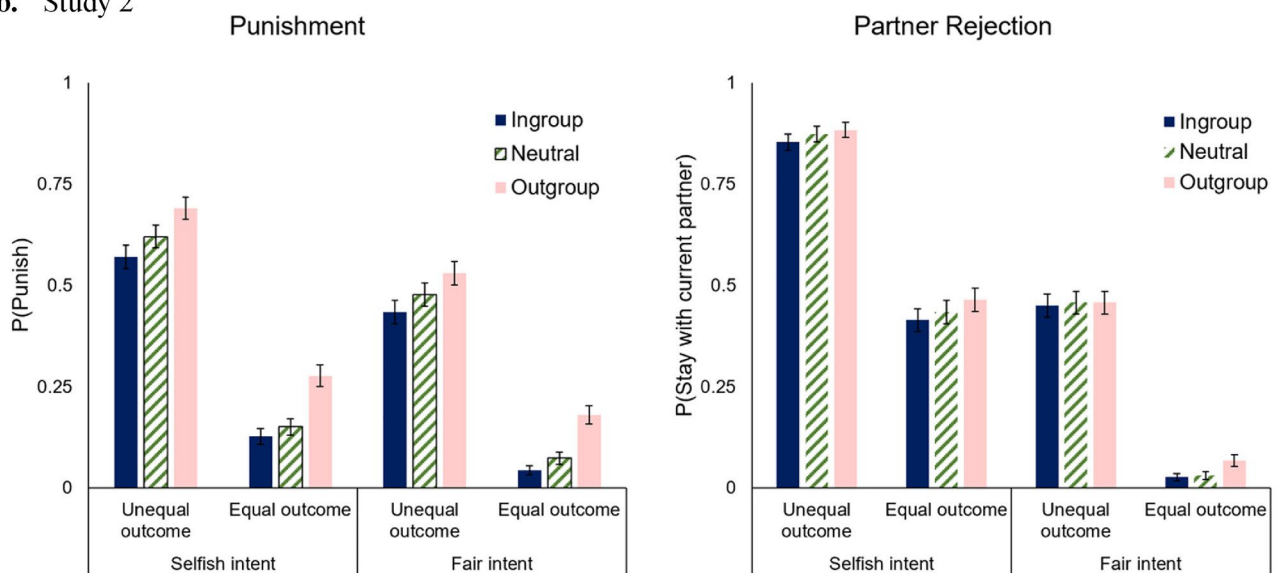 b. Study 2
Punishment
1
0.75
0.5
0.25
0
P(Punish)
Ingroup
Neutral
Outgroup
Unequal outcome
Equal outcome
Unequal outcome
Equal outcome
Selfish intent
Fair intent
Partner Rejection
1
0.75
0.5
0.25
0
P(Stay with current partner)
Ingroup
Neutral
Outgroup
Unequal outcome
Equal outcome
Unequal outcome
Equal outcome
Selfish intent
Fair intent